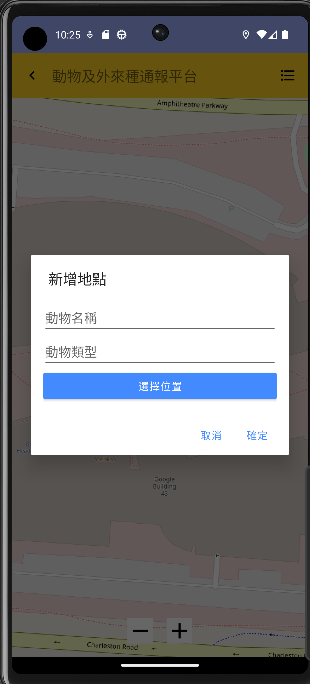 10:25
動物及外來種通報平台
Amphitheatre Parkway
新增地點
動物名稱
動物類型
選擇位置
取消 確定
Google
Building
43
Charleston Road
Charleston R